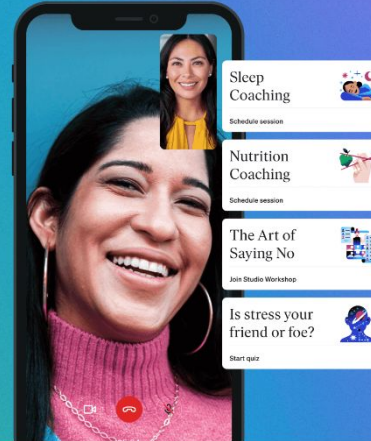 Sleep
Coaching
Schedule session
Nutrition
Coaching
Schedule session
The Art of
Saying No
Join Studio Workshop
Is stress your
friend or foe?
Start quiz